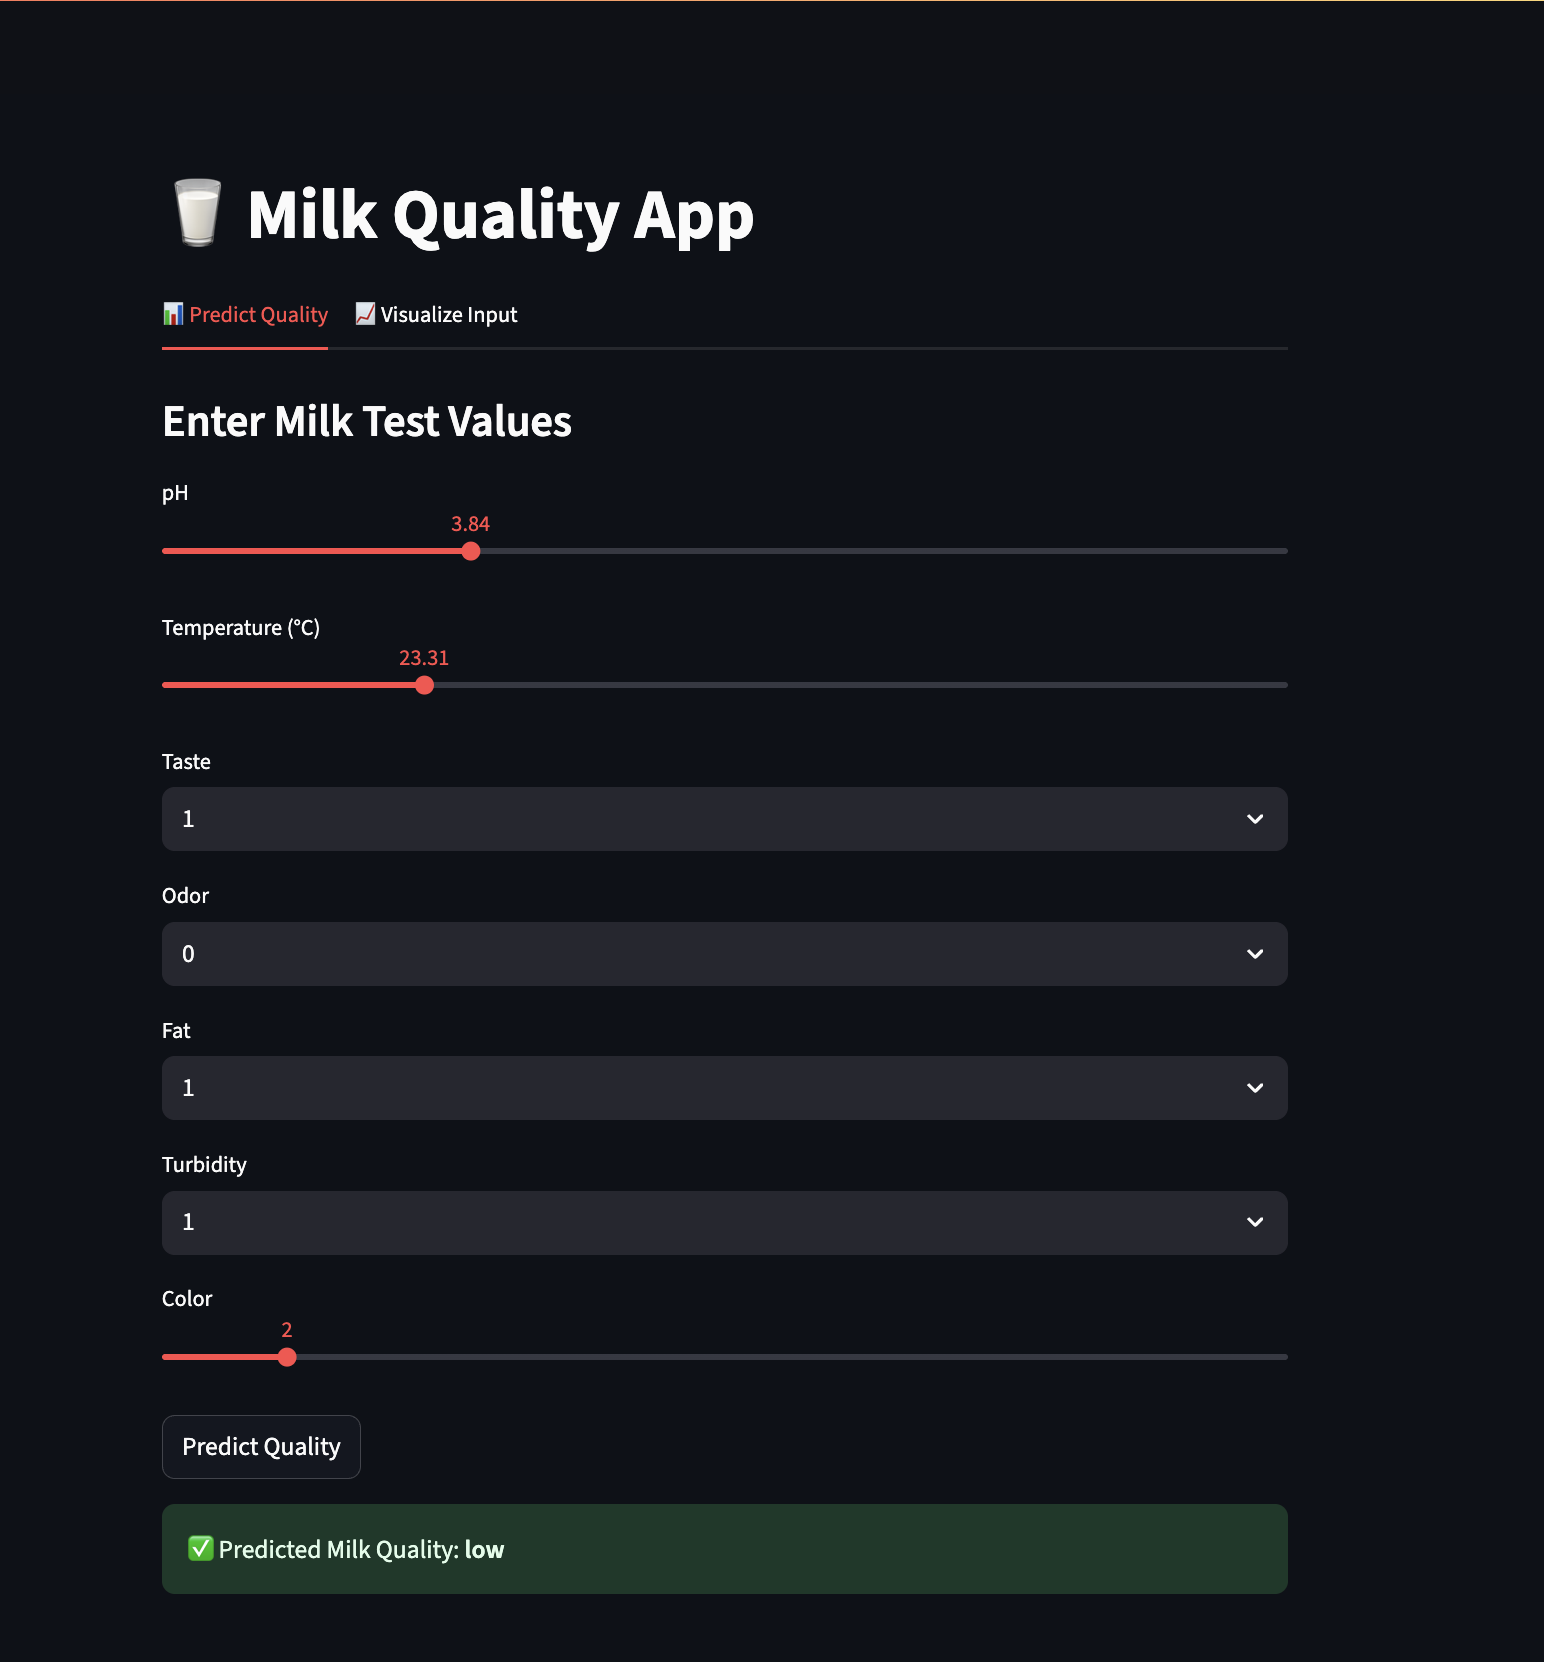 Milk Quality App
Predict Quality Visualize Input
Enter Milk Test Values
pH
3.84
Temperature (°C)
23.31
Taste
1
Odor
0
Fat
1
Turbidity
1
Color
2
Predict Quality
Predicted Milk Quality: low